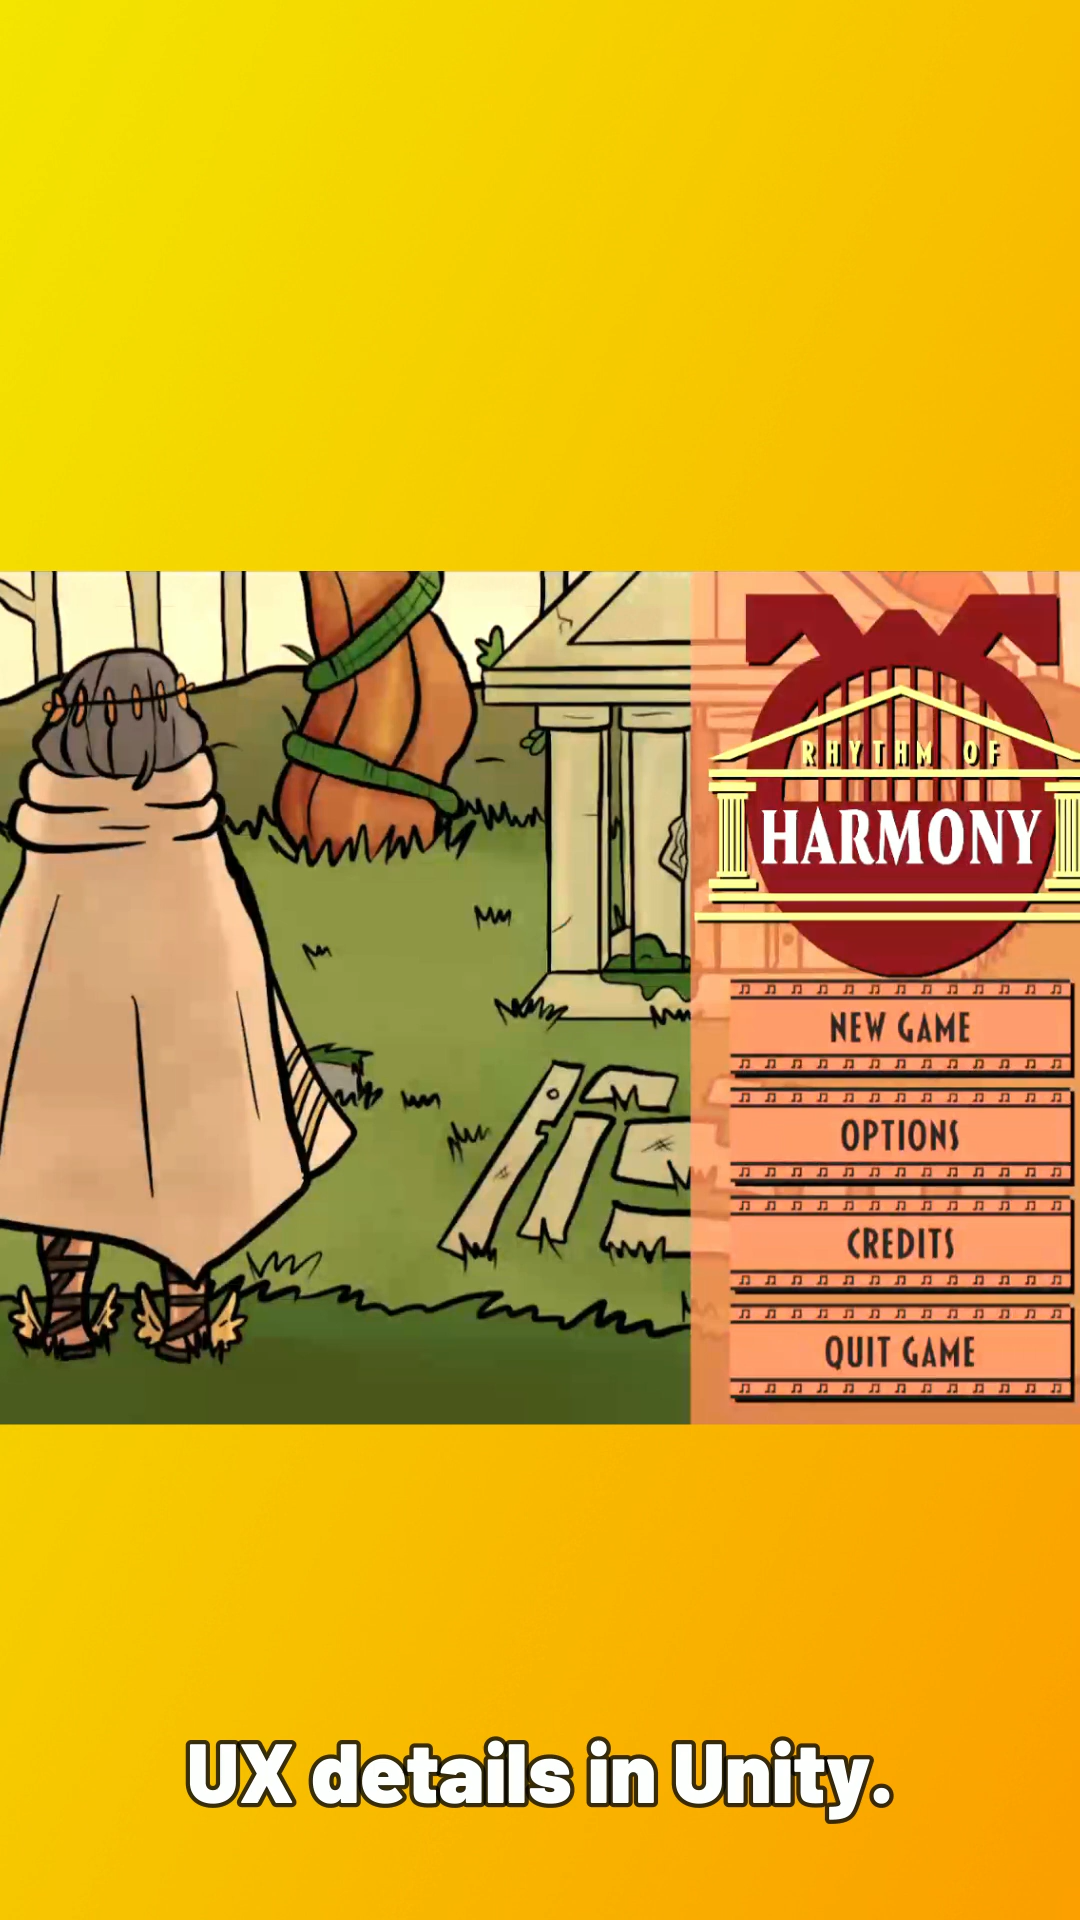 RHYTHM OF
HARMONY
NEW GAME
OPTIONS
CREDITS
QUIT GAME
UX details in Unity.